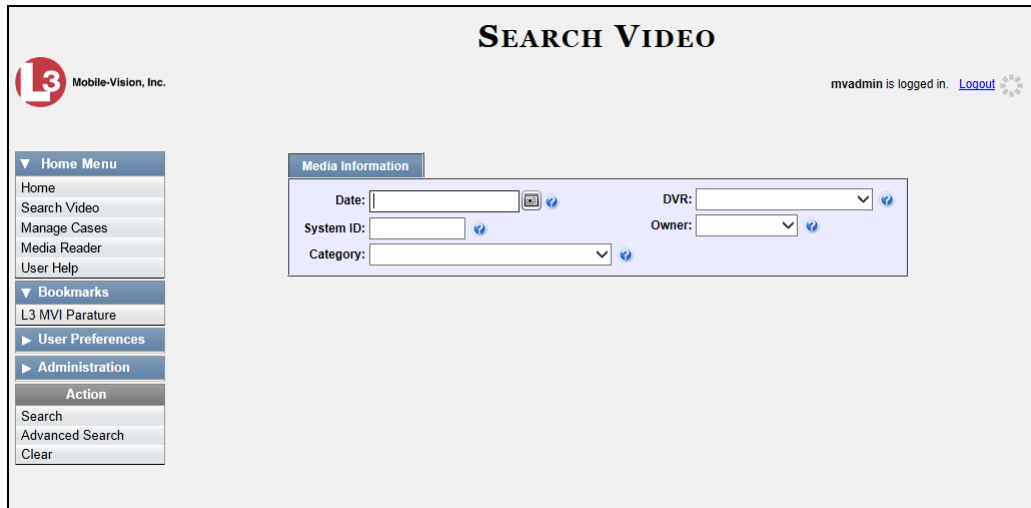 SEARCH VIDEO
L3 Mobile-Vision, Inc.
mvadmin is logged in. Logout
▼ Home Menu
Home
Search Video
Manage Cases
Media Reader
User Help
▼ Bookmarks
L3 MVI Parature
▶ User Preferences
▶ Administration
Action
Search
Advanced Search
Clear
Media Information
Date: ? DVR: ?
System ID: ? Owner: ?
Category: ?